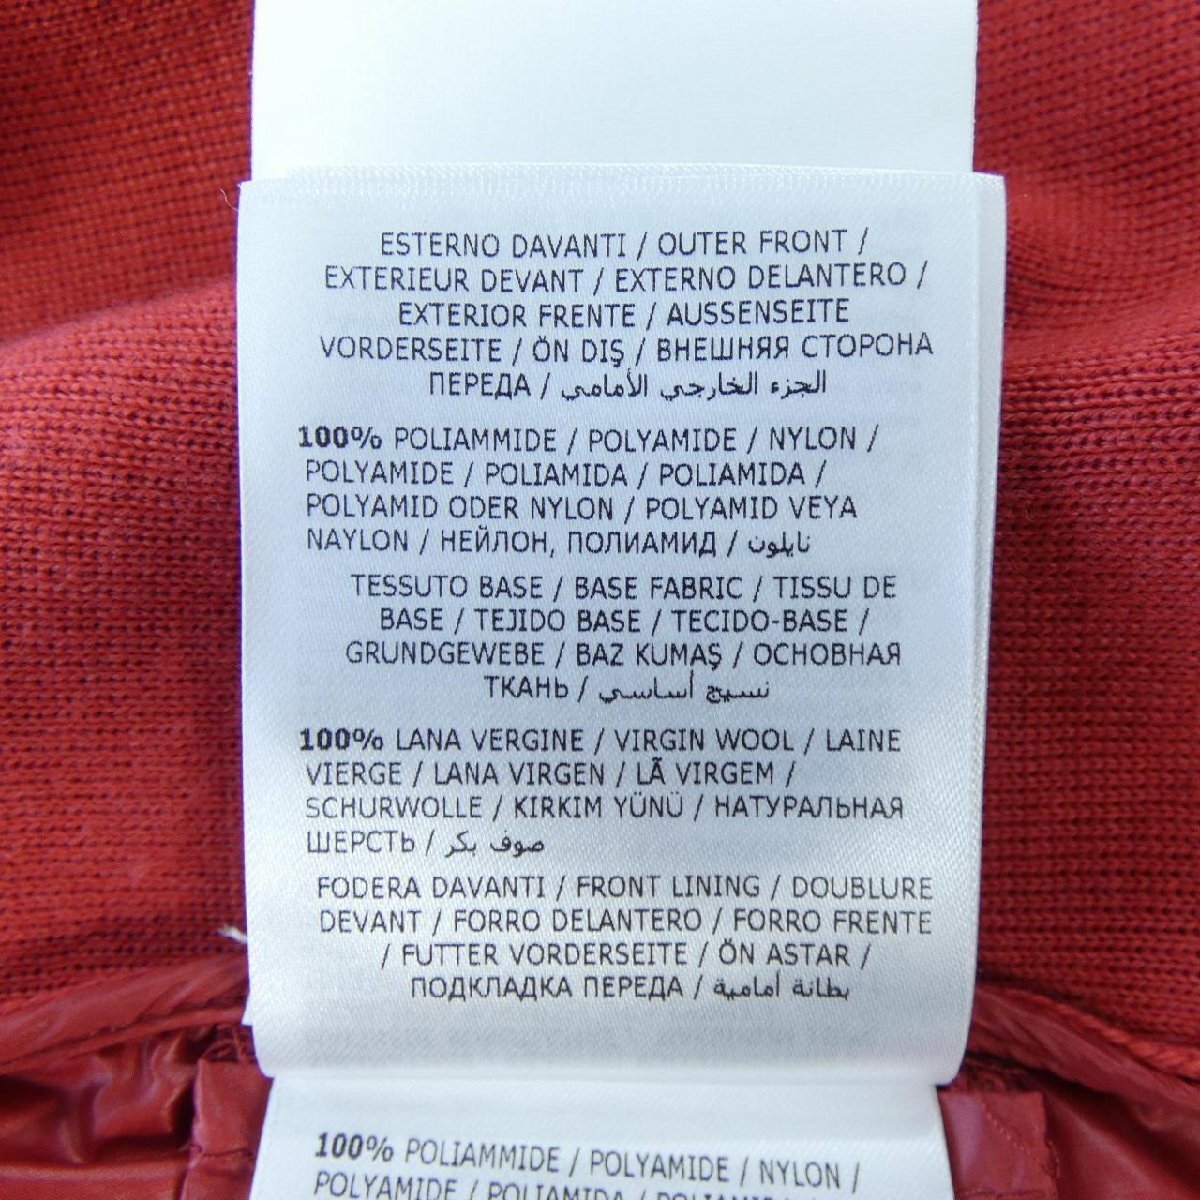 ESTERNO DAVANTI / OUTER FRONT /
EXTERIEUR DEVANT / EXTERNO DELANTERO /
EXTERIOR FRENTE / AUSSENSEITE
VORDERSEITE / ÖN DIŞ / ВНЕШНЯЯ СТОРОНА
ПЕРЕДА / الجزء الخارجي الأمامي
100% POLIAMMIDE / POLYAMIDE / NYLON /
POLYAMIDE / POLIAMIDA / POLIAMIDA /
POLYAMID ODER NYLON / POLYAMID VEYA
NAYLON / НЕЙЛОН, ПОЛИАМИД / نايلون
TESSUTO BASE / BASE FABRIC / TISSU DE
BASE / TEJIDO BASE / TECIDO-BASE /
GRUNDGEWEBE / BAZ KUMAŞ / ОСНОВНАЯ
ТКАНЬ / نسيج أساسي
100% LANA VERGINE / VIRGIN WOOL / LAINE
VIERGE / LANA VIRGEN / LÃ VIRGEM /
SCHURWOLLE / KIRKIM YÜNÜ / НАТУРАЛЬНАЯ
ШЕРСТЬ / صوف بكر
FODERA DAVANTI / FRONT LINING / DOUBLURE
DEVANT / FORRO DELANTERO / FORRO FRENTE
/ FUTTER VORDERSEITE / ÖN ASTAR /
ПОДКЛАДКА ПЕРЕДА / بطانة أمامية
100% POLIAMMIDE / POLYAMIDE / NYLON /
POLYAMIDE / POLIAMIDA /